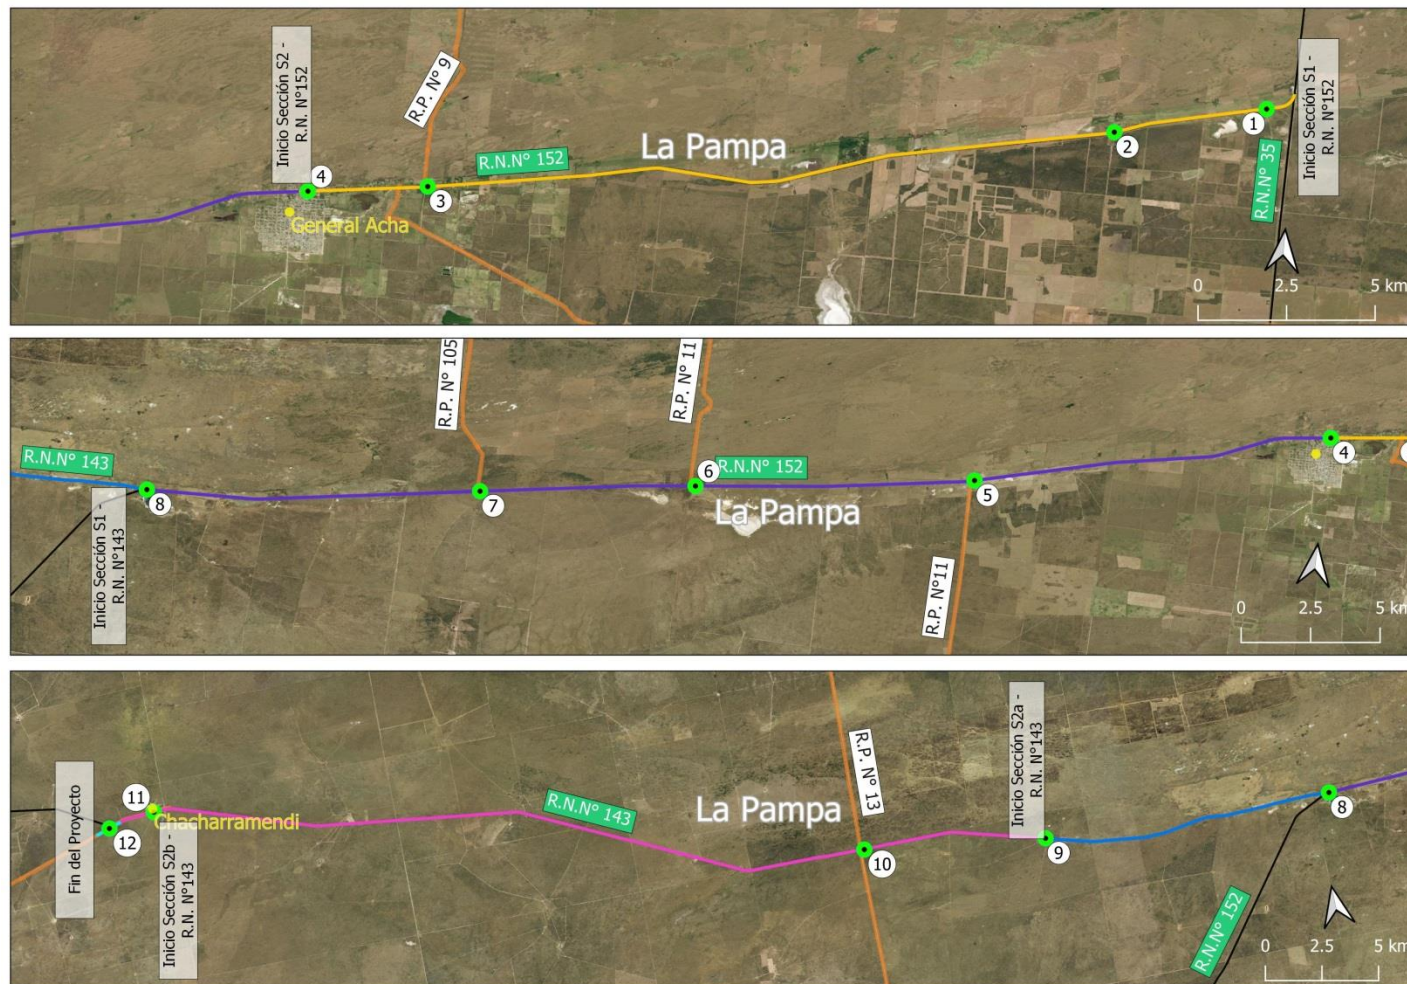 Inicio Sección S2 -
R.N. N°152
R.P. N° 9
R.N.N° 152
La Pampa
4
3
General Acha
2
1
R.N.N° 35
Inicio Sección S1 -
R.N. N°152
0
2.5
5 km
R.P. N° 105
R.P. N° 11
R.N.N° 143
8
Inicio Sección S1 -
R.N. N°143
7
6
R.N.N° 152
La Pampa
5
R.P. N°11
4
0
2.5
5 km
Fin del Proyecto
11
Chacharramendi
12
Inicio Sección S2b -
R.N. N°143
R.N.N° 143
La Pampa
R.P. N° 13
10
Inicio Sección S2a -
R.N. N°143
9
8
R.N.N° 152
0
2.5
5 km